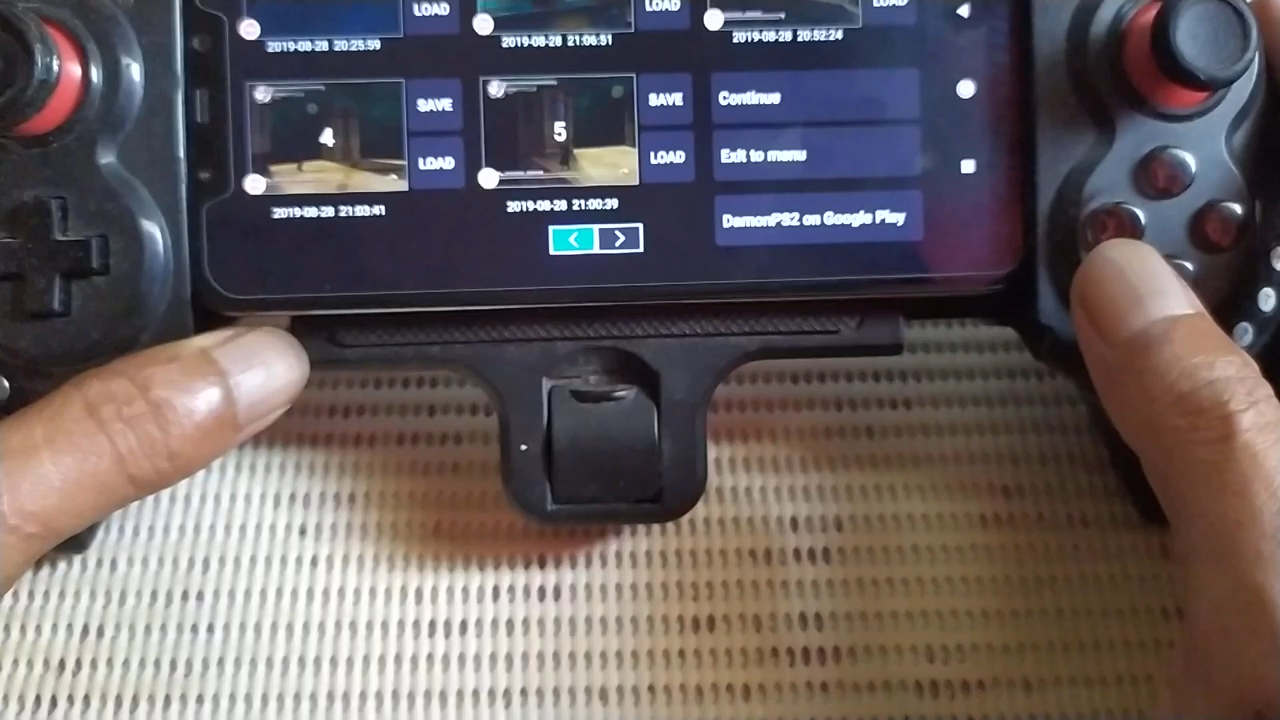 LOAD
LOAD
LOAD
2019-08-28 20:25:59
2019-08-28 21:06:51
2019-08-28 20:52:24
4
SAVE
LOAD
5
SAVE
LOAD
Continue
Exit to menu
DamonPS2 on Google Play
2019-08-28 21:03:41
2019-08-28 21:00:39
< >